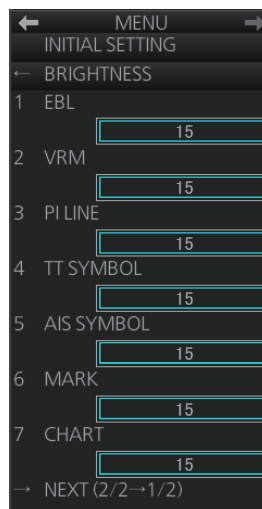 ← MENU →
INITIAL SETTING
← BRIGHTNESS
1 EBL
15
2 VRM
15
3 PI LINE
15
4 TT SYMBOL
15
5 AIS SYMBOL
15
6 MARK
15
7 CHART
15
→ NEXT (2/2→1/2)